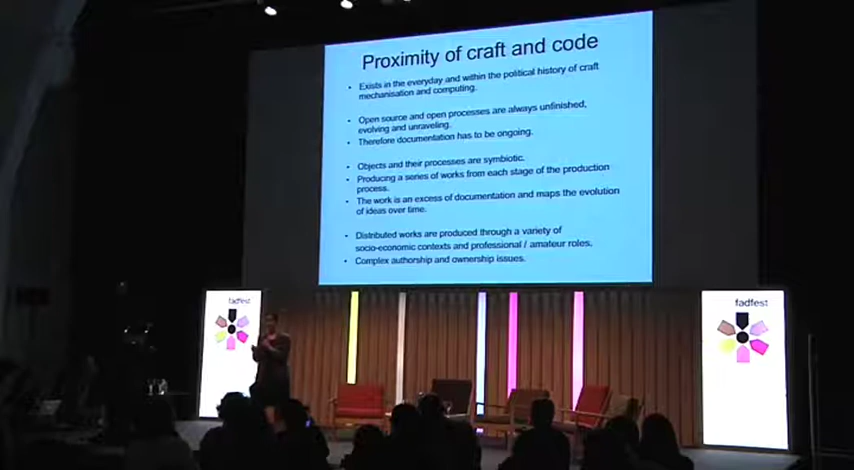 Proximity of craft and code
• Exists in the everyday and within the political history of craft
mechanisation and computing.
• Open source and open processes are always unfinished,
evolving and unraveling.
• Therefore documentation has to be ongoing.
• Objects and their processes are symbiotic.
• Producing a series of works from each stage of the production
process.
• The work is an excess of documentation and maps the evolution
of ideas over time.
• Distributed works are produced through a variety of
socio-economic contexts and professional / amateur roles.
• Complex authorship and ownership issues.
fadfest
fadfest